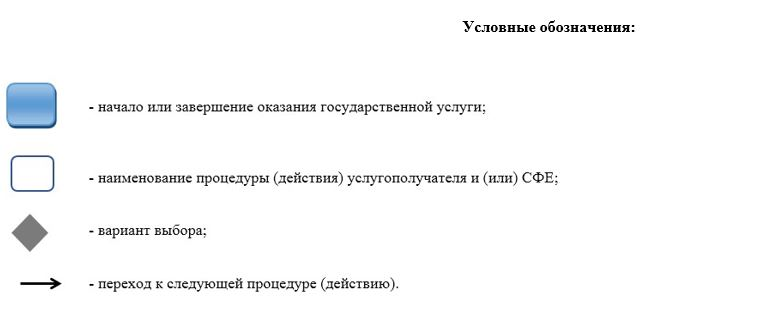 Условные обозначения:
- начало или завершение оказания государственной услуги;
- наименование процедуры (действия) услугополучателя и (или) СФЕ;
- вариант выбора;
- переход к следующей процедуре (действию).